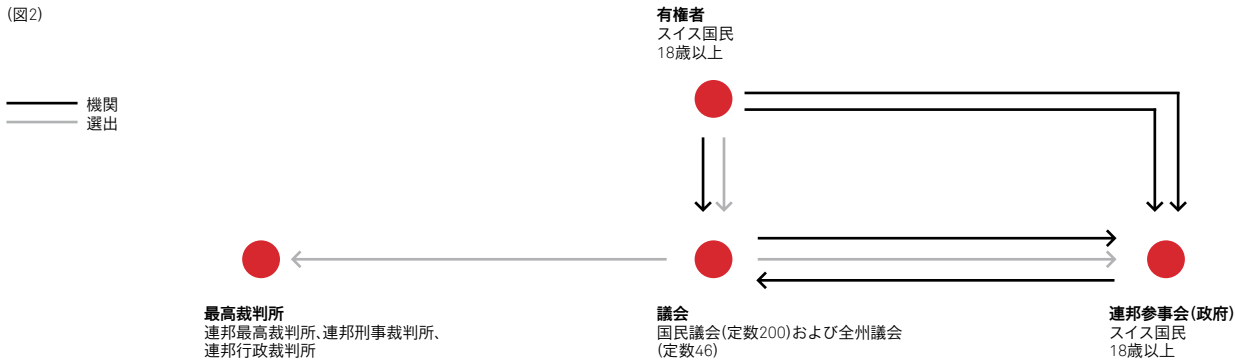 (図2)
機関
選出
有権者
スイス国民
18歳以上
最高裁判所
連邦最高裁判所、連邦刑事裁判所、
連邦行政裁判所
議会
国民議会(定数200)および全州議会
(定数46)
連邦参事会(政府)
スイス国民
18歳以上